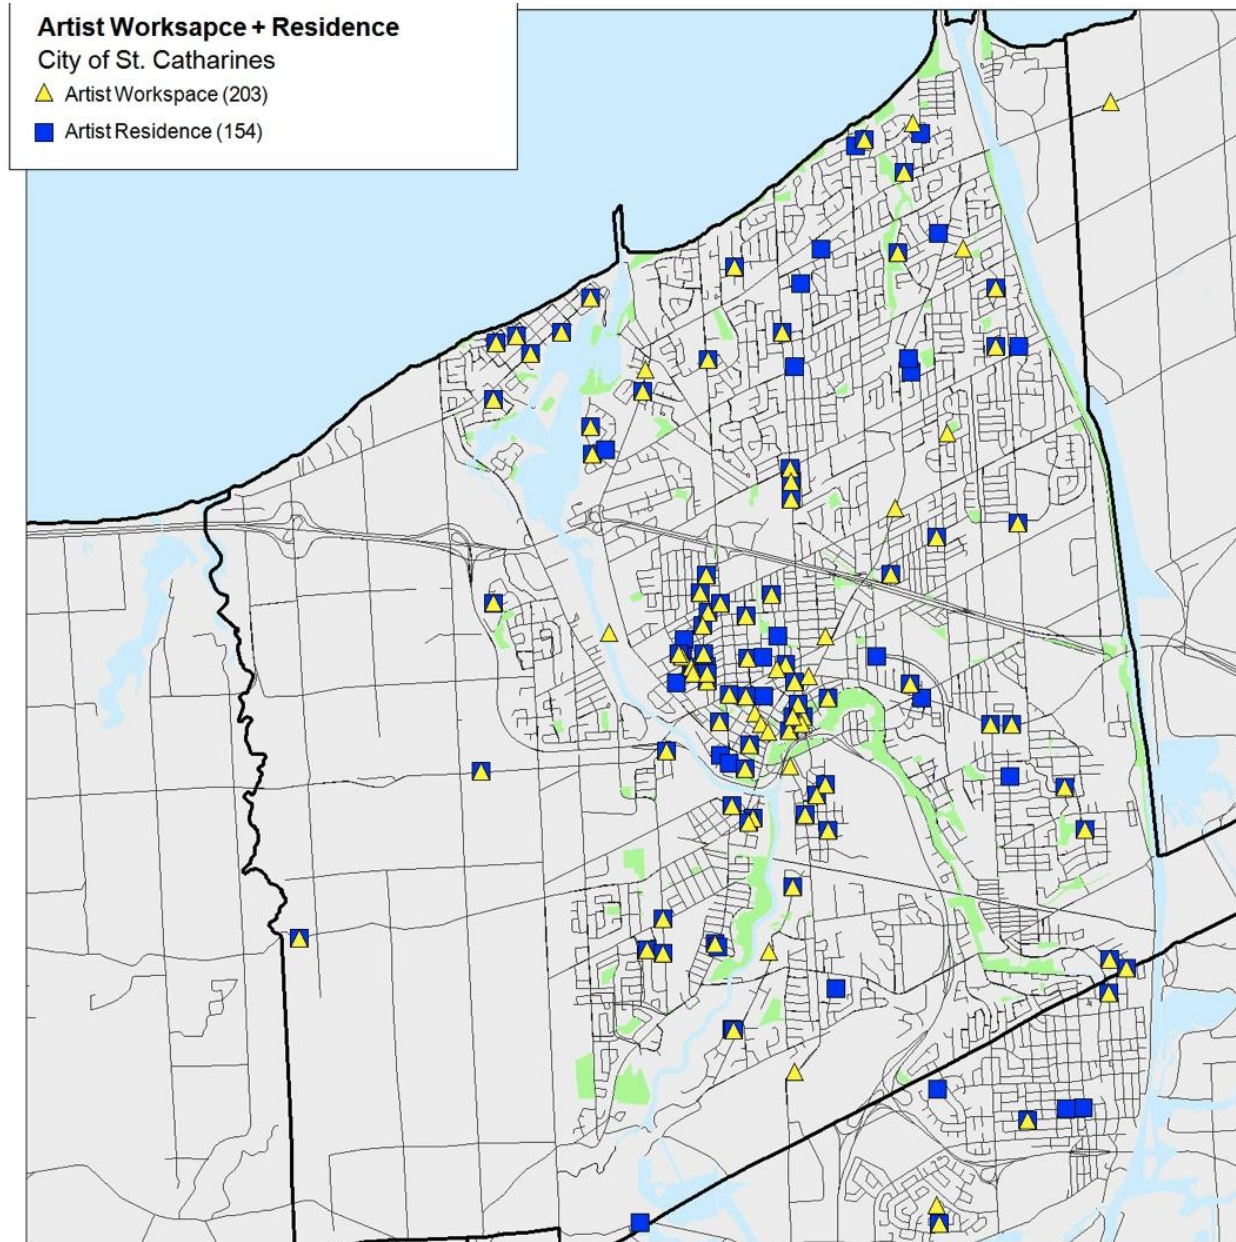 Artist Worksapce + Residence
City of St. Catharines
Artist Workspace (203)
Artist Residence (154)